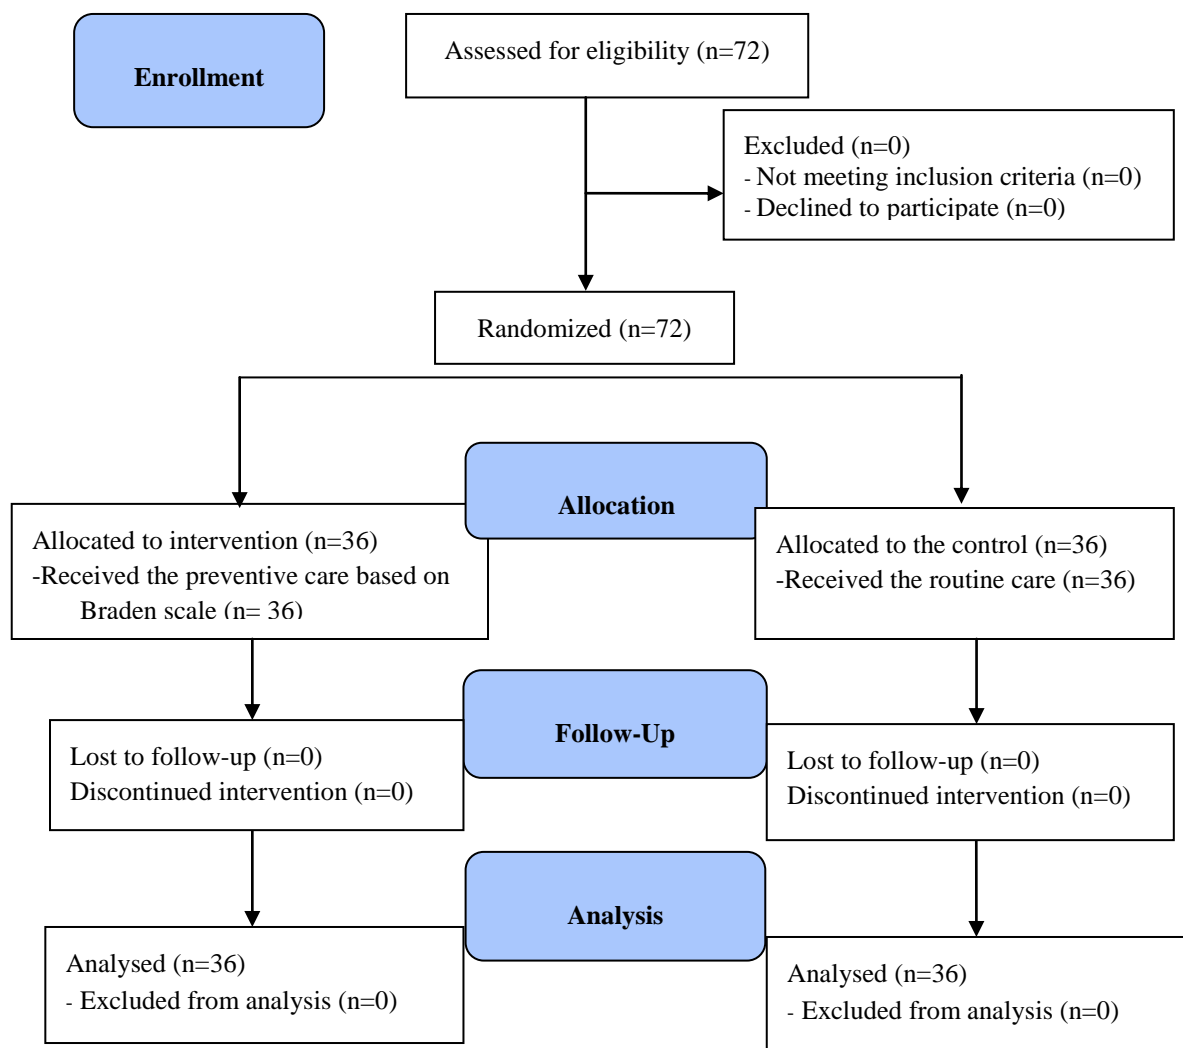 Enrollment
Assessed for eligibility (n=72)
Excluded (n=0)
- Not meeting inclusion criteria (n=0)
- Declined to participate (n=0)
Randomized (n=72)
Allocation
Allocated to intervention (n=36)
-Received the preventive care based on
Braden scale (n= 36)
Allocated to the control (n=36)
-Received the routine care (n=36)
Follow-Up
Lost to follow-up (n=0)
Discontinued intervention (n=0)
Lost to follow-up (n=0)
Discontinued intervention (n=0)
Analysis
Analysed (n=36)
- Excluded from analysis (n=0)
Analysed (n=36)
- Excluded from analysis (n=0)